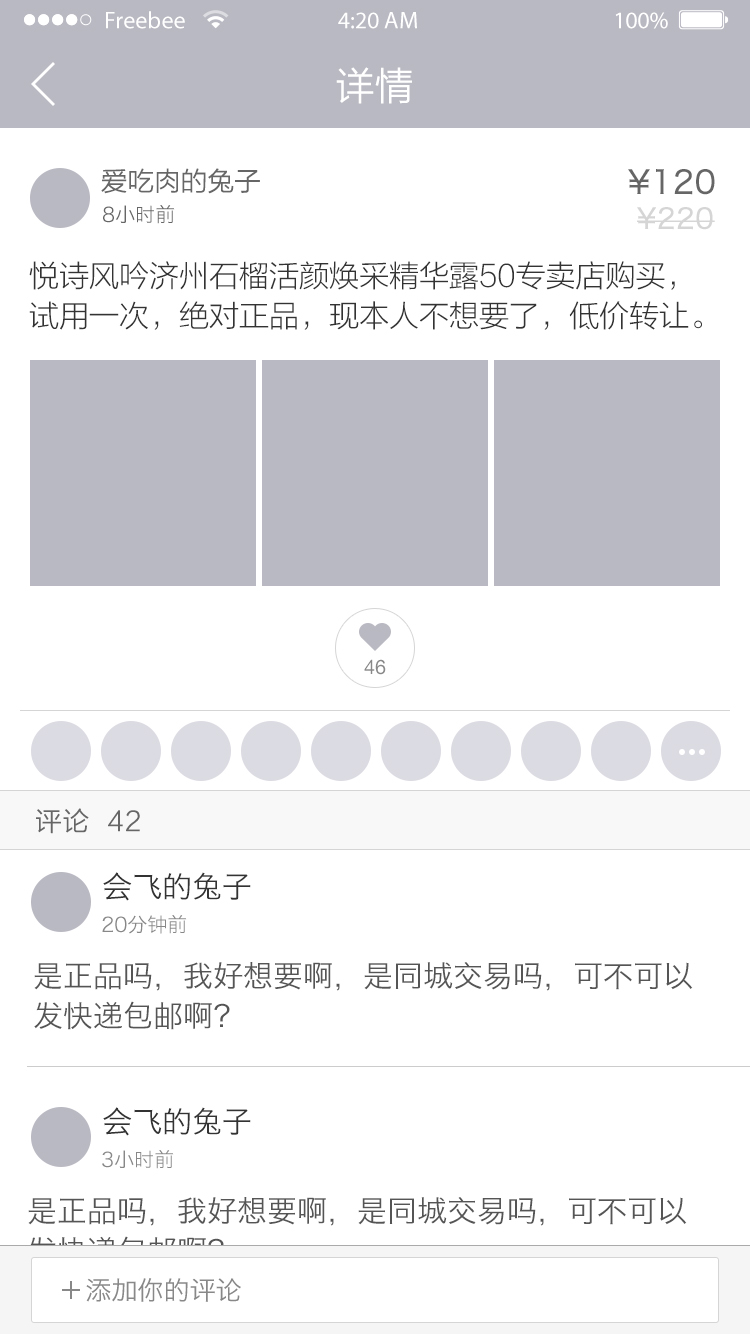 Freebee 4:20 AM 100%
详情
爱吃肉的兔子 ¥120
8小时前 ¥220
悦诗风吟济州石榴活颜焕采精华露50专卖店购买，
试用一次，绝对正品，现本人不想要了，低价转让。
46
评论 42
会飞的兔子
20分钟前
是正品吗，我好想要啊，是同城交易吗，可不可以
发快递包邮啊?
会飞的兔子
3小时前
是正品吗，我好想要啊，是同城交易吗，可不可以
发快递包邮啊?
＋添加你的评论